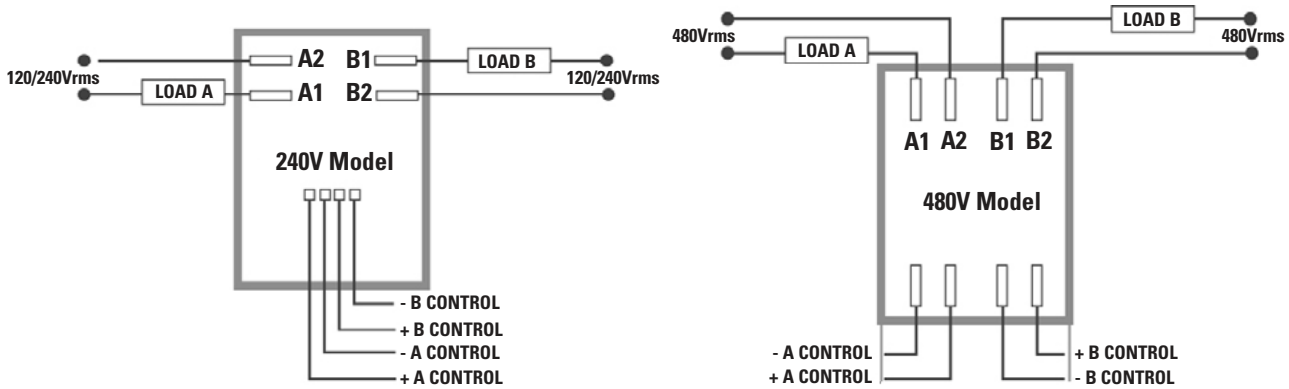 120/240Vrms
LOAD A
A2 B1
A1 B2
LOAD B
120/240Vrms
240V Model
- B CONTROL
+ B CONTROL
- A CONTROL
+ A CONTROL
480Vrms
LOAD A
LOAD B
480Vrms
A1 A2 B1 B2
480V Model
- A CONTROL
+ A CONTROL
+ B CONTROL
- B CONTROL